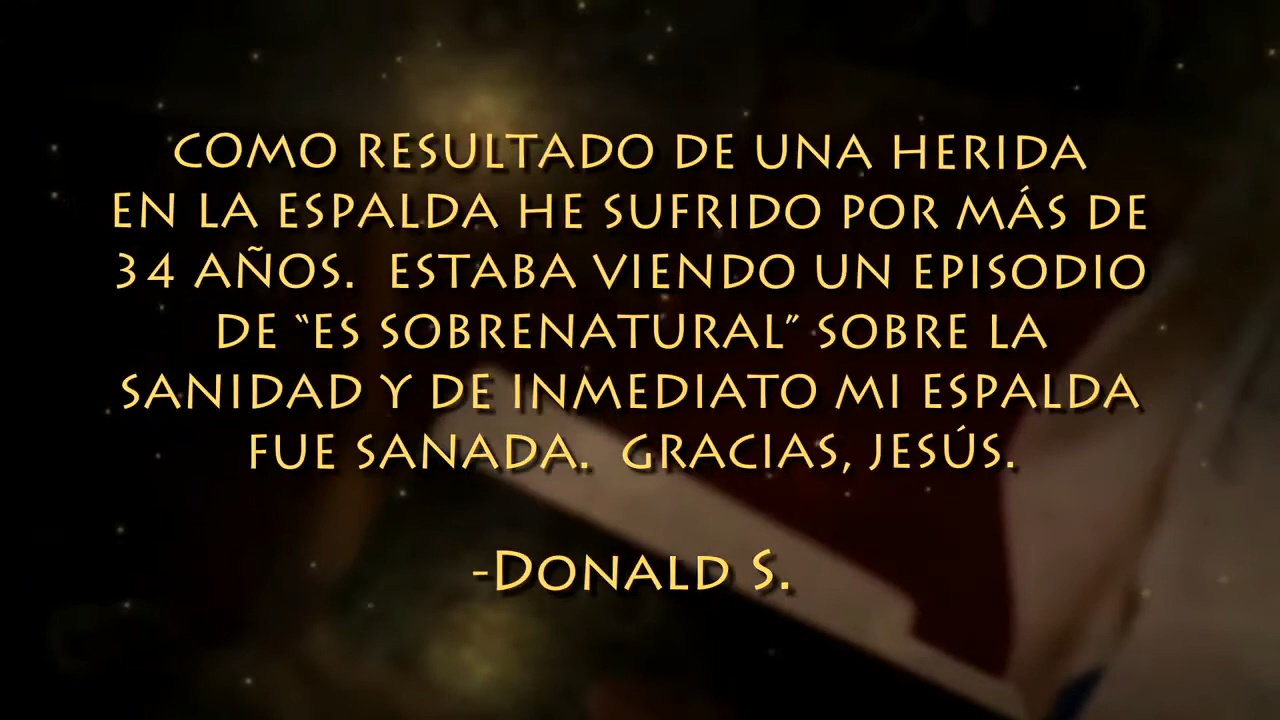 COMO RESULTADO DE UNA HERIDA
EN LA ESPALDA HE SUFRIDO POR MÁS DE
34 AÑOS.  ESTABA VIENDO UN EPISODIO
DE “ES SOBRENATURAL” SOBRE LA
SANIDAD Y DE INMEDIATO MI ESPALDA
FUE SANADA.  GRACIAS, JESÚS.
-DONALD S.